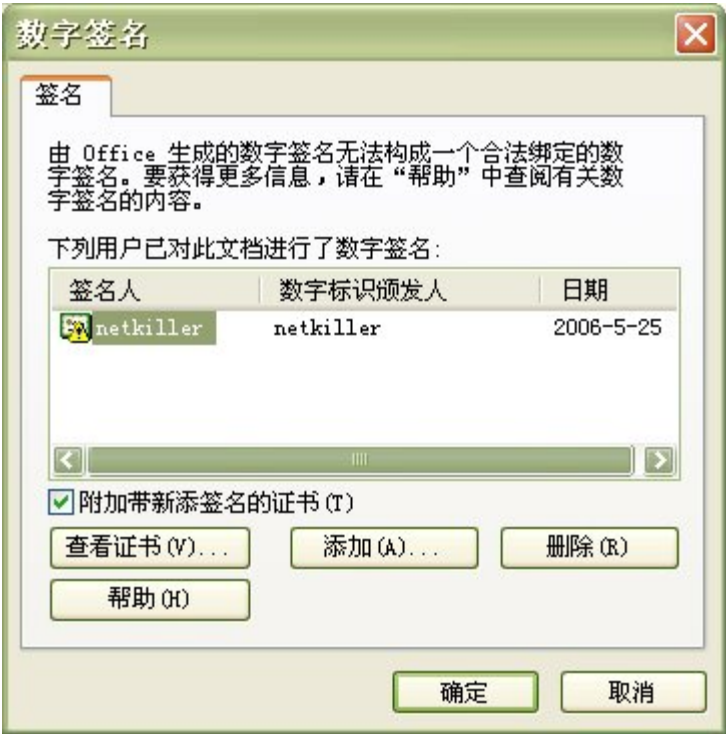 数字签名
签名
由 Office 生成的数字签名无法构成一个合法绑定的数
字签名。要获得更多信息，请在“帮助”中查阅有关数
字签名的内容。
下列用户已对此文档进行了数字签名:
签名人 数字标识颁发人 日期
netkiller netkiller 2006-5-25
附加带新添签名的证书(T)
查看证书(V)... 添加(A)... 删除(R)
帮助(H)
确定 取消